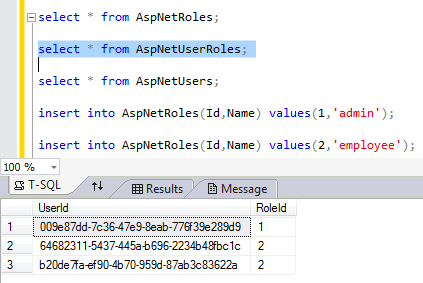 select * from AspNetRoles;
select * from AspNetUserRoles;
select * from AspNetUsers;
insert into AspNetRoles(Id,Name) values(1,'admin');
insert into AspNetRoles(Id,Name) values(2,'employee');
100 %
T-SQL Results Message
UserId RoleId
1 009e87dd-7c36-47e9-8eab-776f39e289d9 1
2 64682311-5437-445a-b696-2234b48fbc1c 2
3 b20de7fa-ef90-4b70-959d-87ab3c83622a 2